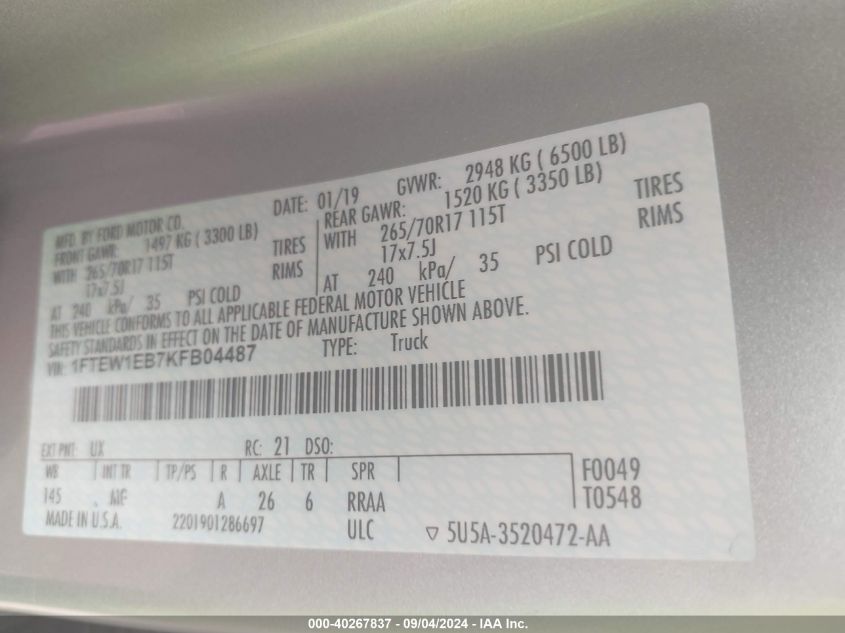 MFD. BY FORD MOTOR CO.
DATE: 01/19 GVWR: 2948 KG ( 6500 LB)
FRONT GAWR: 1497 KG ( 3300 LB)
REAR GAWR: 1520 KG ( 3350 LB)
WITH 265/70R17 115T TIRES
WITH 265/70R17 115T TIRES
17x7.5J RIMS
17x7.5J RIMS
AT 240 kPa/ 35 PSI COLD
AT 240 kPa/ 35 PSI COLD
THIS VEHICLE CONFORMS TO ALL APPLICABLE FEDERAL MOTOR VEHICLE
SAFETY STANDARDS IN EFFECT ON THE DATE OF MANUFACTURE SHOWN ABOVE.
VIN: 1FTEW1EB7KFB04487 TYPE: Truck
EXT PNT: UX RC: 21 DSO:
WB INT TR TP/PS R AXLE TR SPR F0049
145 A 26 6 RRAA T0548
MADE IN U.S.A. 2201901286697 ULC 5U5A-3520472-AA
000-40267837 - 09/04/2024 - IAA Inc.